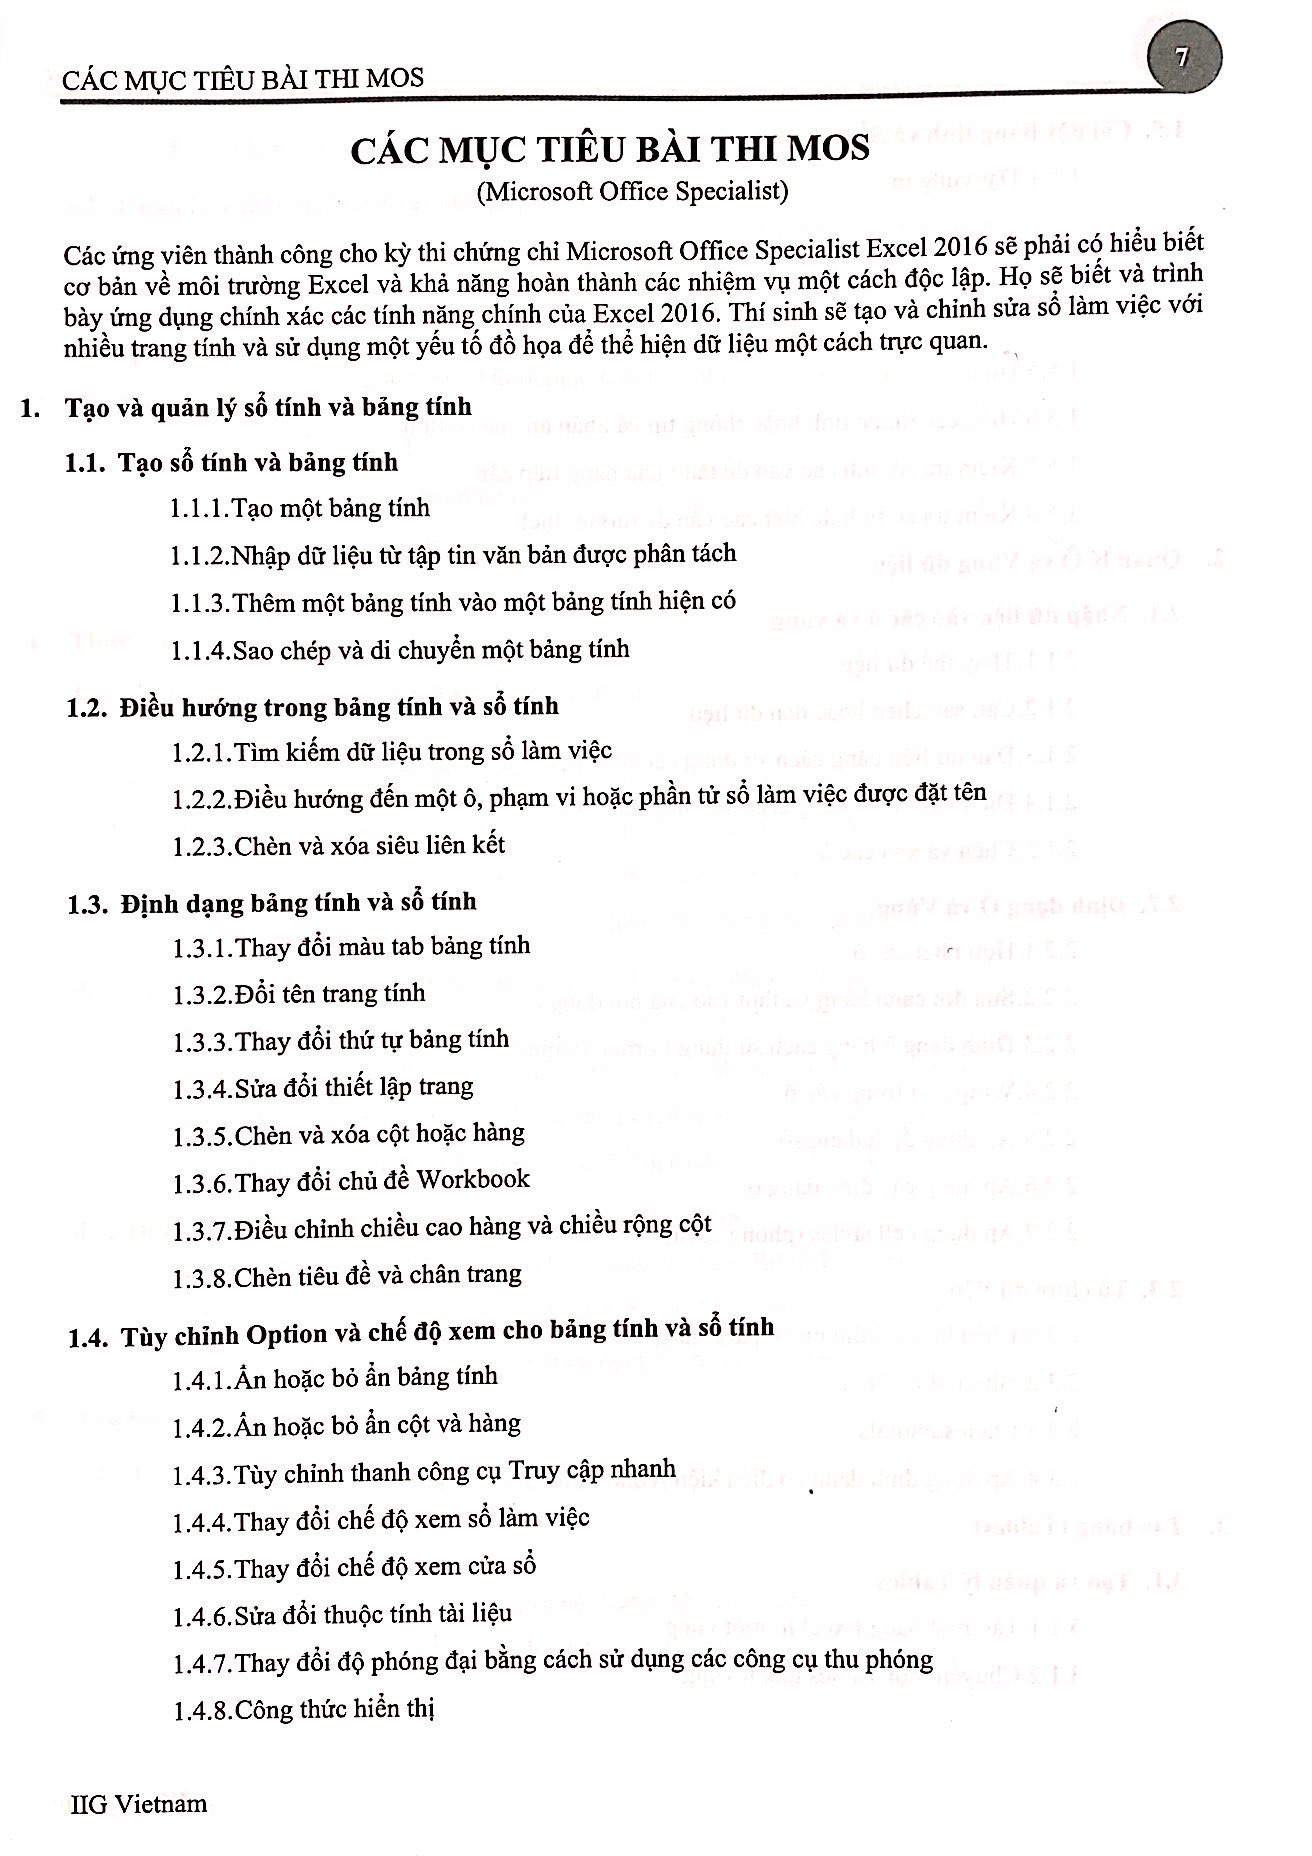 CÁC MỤC TIÊU BÀI THI MOS
7
CÁC MỤC TIÊU BÀI THI MOS
(Microsoft Office Specialist)
Các ứng viên thành công cho kỳ thi chứng chỉ Microsoft Office Specialist Excel 2016 sẽ phải có hiểu biết
cơ bản về môi trường Excel và khả năng hoàn thành các nhiệm vụ một cách độc lập. Họ sẽ biết và trình
bày ứng dụng chính xác các tính năng chính của Excel 2016. Thí sinh sẽ tạo và chỉnh sửa sổ làm việc với
nhiều trang tính và sử dụng một yếu tố đồ họa để thể hiện dữ liệu một cách trực quan.
1. Tạo và quản lý sổ tính và bảng tính
1.1. Tạo sổ tính và bảng tính
1.1.1.Tạo một bảng tính
1.1.2.Nhập dữ liệu từ tập tin văn bản được phân tách
1.1.3.Thêm một bảng tính vào một bảng tính hiện có
1.1.4.Sao chép và di chuyển một bảng tính
1.2. Điều hướng trong bảng tính và sổ tính
1.2.1.Tìm kiếm dữ liệu trong sổ làm việc
1.2.2.Điều hướng đến một ô, phạm vi hoặc phần tử sổ làm việc được đặt tên
1.2.3.Chèn và xóa siêu liên kết
1.3. Định dạng bảng tính và sổ tính
1.3.1.Thay đổi màu tab bảng tính
1.3.2.Đổi tên trang tính
1.3.3.Thay đổi thứ tự bảng tính
1.3.4.Sửa đổi thiết lập trang
1.3.5.Chèn và xóa cột hoặc hàng
1.3.6.Thay đổi chủ đề Workbook
1.3.7.Điều chỉnh chiều cao hàng và chiều rộng cột
1.3.8.Chèn tiêu đề và chân trang
1.4. Tùy chỉnh Option và chế độ xem cho bảng tính và sổ tính
1.4.1.Ẩn hoặc bỏ ẩn bảng tính
1.4.2.Ẩn hoặc bỏ ẩn cột và hàng
1.4.3.Tùy chỉnh thanh công cụ Truy cập nhanh
1.4.4.Thay đổi chế độ xem sổ làm việc
1.4.5.Thay đổi chế độ xem cửa sổ
1.4.6.Sửa đổi thuộc tính tài liệu
1.4.7.Thay đổi độ phóng đại bằng cách sử dụng các công cụ thu phóng
1.4.8.Công thức hiển thị
IIG Vietnam